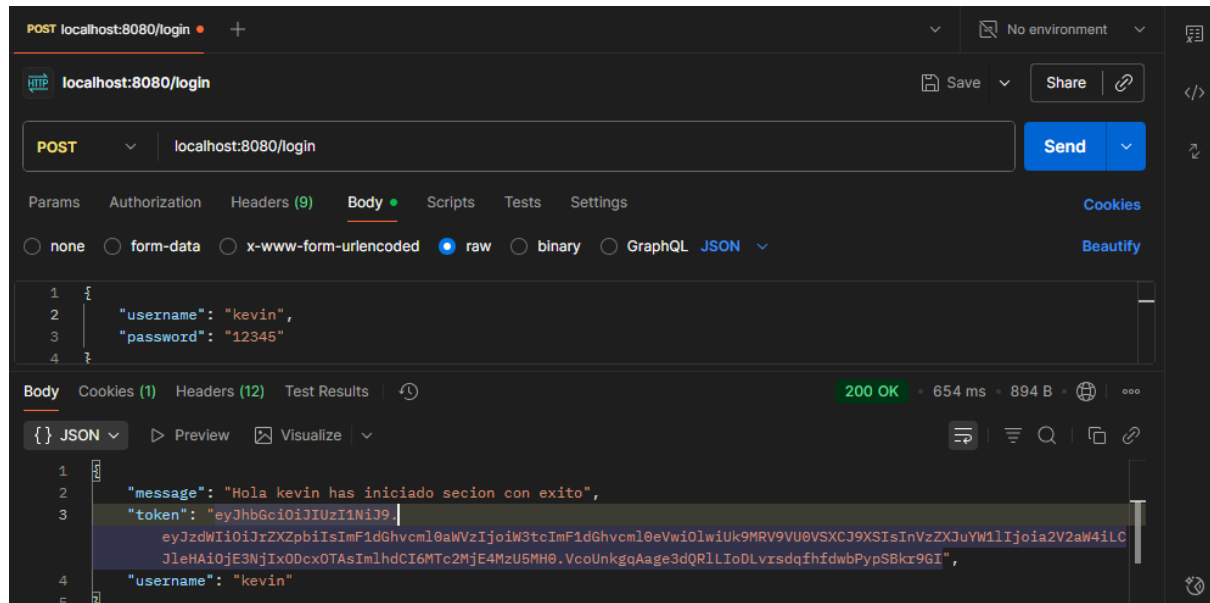 POST localhost:8080/login
No environment
HTTP localhost:8080/login
Save
Share
POST
localhost:8080/login
Send
Params Authorization Headers (9) Body Scripts Tests Settings
Cookies
none form-data x-www-form-urlencoded raw binary GraphQL JSON
Beautify
1 {
2 "username": "kevin",
3 "password": "12345"
4 }
Body Cookies (1) Headers (12) Test Results
200 OK 654 ms 894 B
{} JSON Preview Visualize
1 {
2 "message": "Hola kevin has iniciado secion con exito",
3 "token": "eyJhbGciOiJIUzI1NiJ9.
eyJzdWIiOiJrZXZpbiIsImF1dGhvcml0aWVzIjoiW3tcImF1dGhvcml0eVwiOlwiUk9MRV9VU0VSXCJ9XSIsInVzZXJuYW1lIjoia2V2aW4iLC
JleHAiOjE3NjIxODcxOTAsImlhdCI6MTc2MjE4MzU5MH0.VcoUnkgqAage3dQRlLIoDLvrsdqfhfdwbPypSBkr9GI",
4 "username": "kevin"
5 }